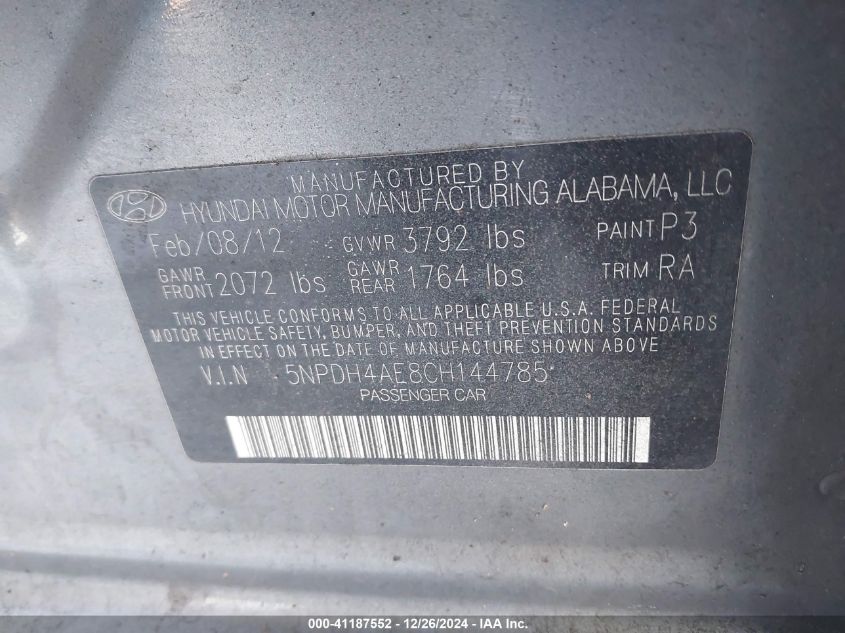 MANUFACTURED BY
HYUNDAI MOTOR MANUFACTURING ALABAMA, LLC
Feb/08/12 GVWR 3792 lbs PAINT P3
GAWR FRONT 2072 lbs GAWR REAR 1764 lbs TRIM RA
THIS VEHICLE CONFORMS TO ALL APPLICABLE U.S.A. FEDERAL
MOTOR VEHICLE SAFETY, BUMPER, AND THEFT PREVENTION STANDARDS
IN EFFECT ON THE DATE OF MANUFACTURE SHOWN ABOVE.
V.I.N 5NPDH4AE8CH144785
PASSENGER CAR
000-41187552 - 12/26/2024 - IAA Inc.